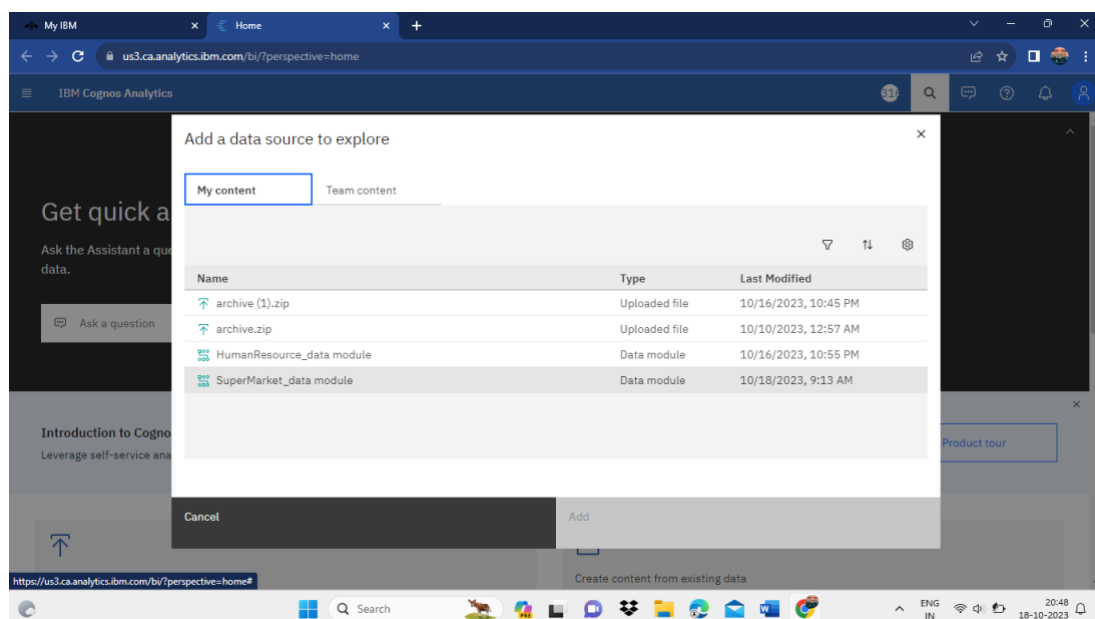 My IBM
Home
us3.ca.analytics.ibm.com/bi/?perspective=home
IBM Cognos Analytics
Add a data source to explore
My content
Team content
Get quick a
Ask the Assistant a que
data.
Name Type Last Modified
archive (1).zip Uploaded file 10/16/2023, 10:45 PM
archive.zip Uploaded file 10/10/2023, 12:57 AM
Ask a question
HumanResource_data module Data module 10/16/2023, 10:55 PM
SuperMarket_data module Data module 10/18/2023, 9:13 AM
Introduction to Cogno
Leverage self-service ana
Product tour
Cancel
Add
Create content from existing data
https://us3.ca.analytics.ibm.com/bi/?perspective=home#
Search
ENG
IN
20:48
18-10-2023